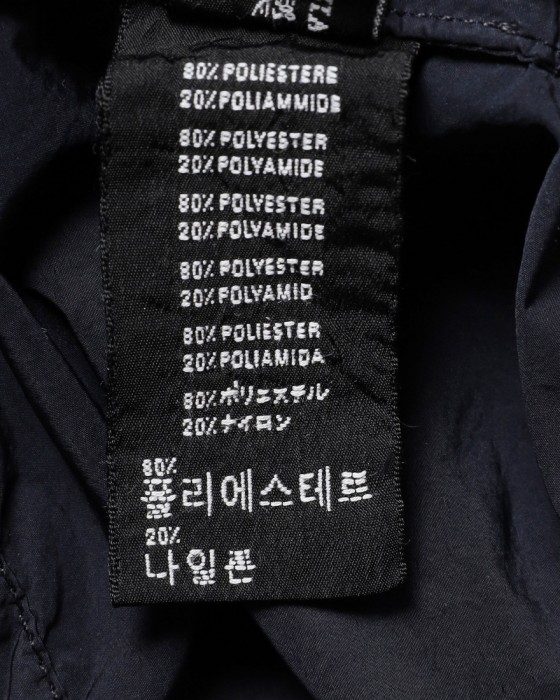 80% POLIESTERE
20% POLIAMMIDE
80% POLYESTER
20% POLYAMIDE
80% POLYESTER
20% POLYAMIDE
80% POLYESTER
20% POLYAMID
80% POLIESTER
20% POLIAMIDA
80% ポリエステル
20% ナイロン
80%
폴리에스테르
20%
나일론